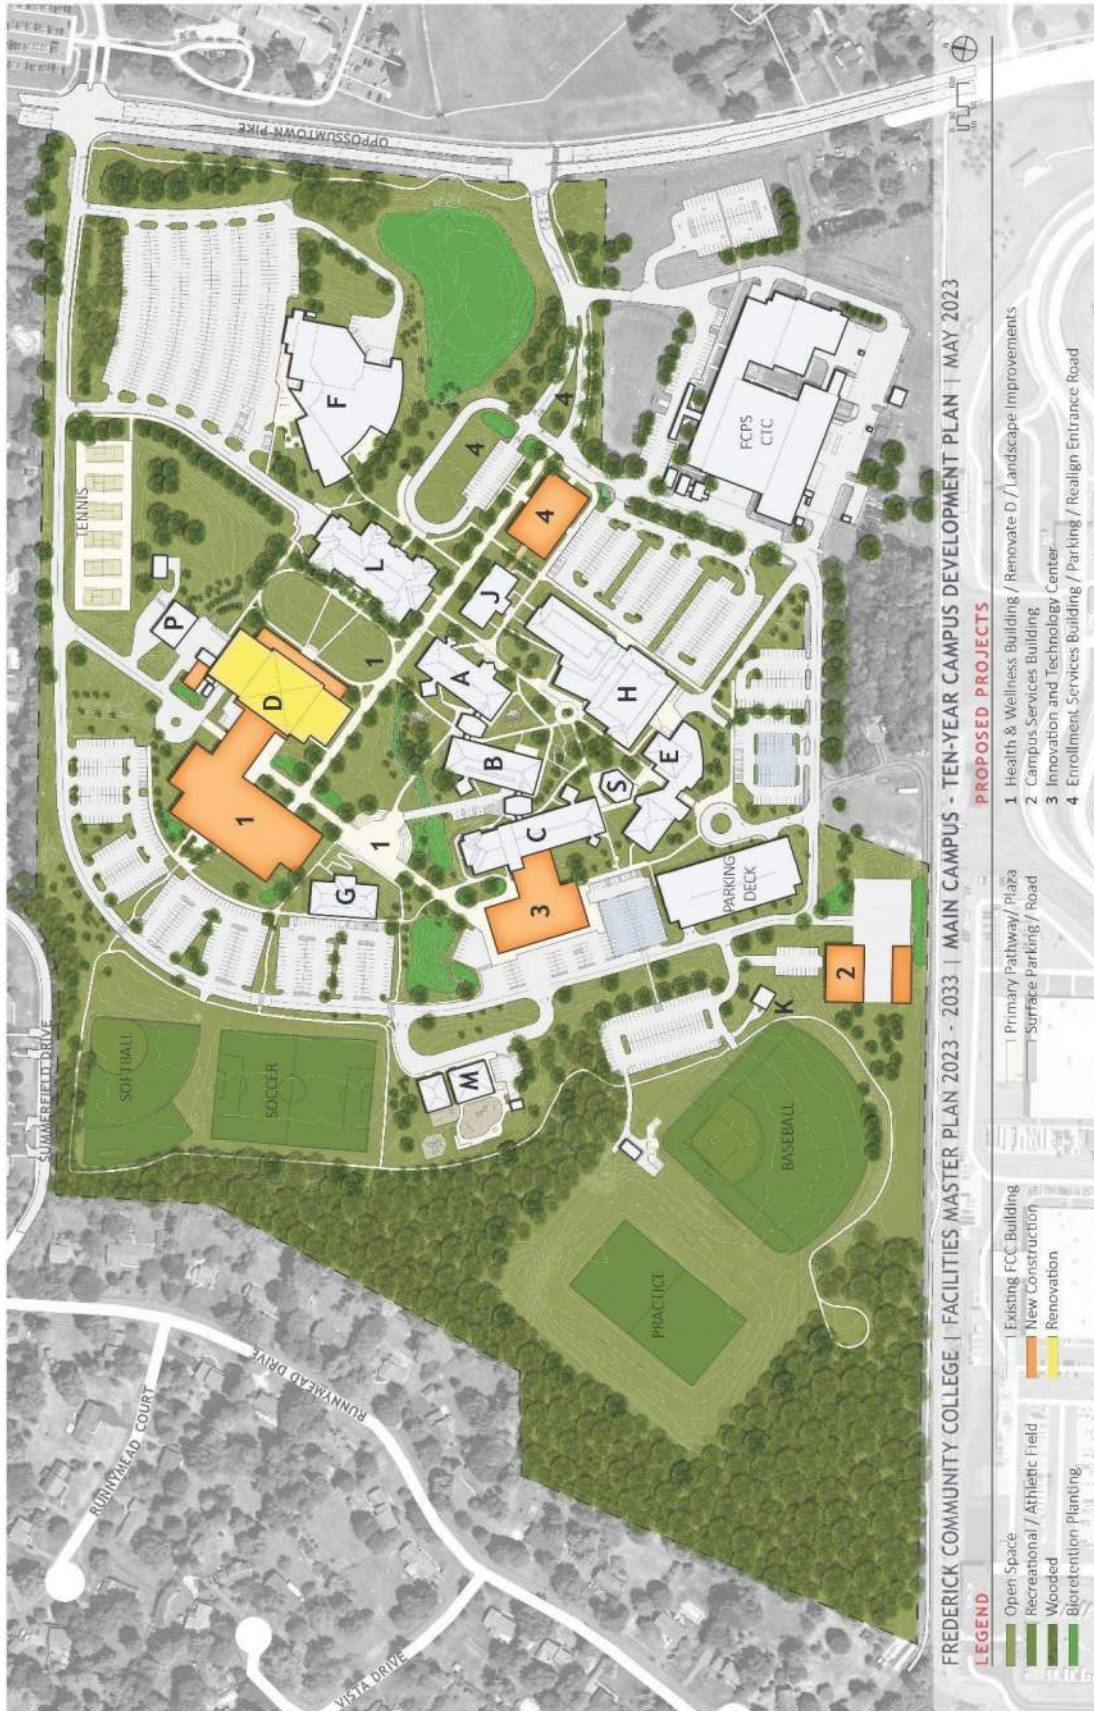 OPPOSSUMTOWN PIKE
SUMMERFIELD DRIVE
RUNNYMEAD COURT
RUNNYMEAD DRIVE
VISTA DRIVE
TENNIS
SOFTBALL
SOCCER
PRACTICE
BASEBALL
P
D
1
1
1
G
F
L
J
A
B
C
S
H
E
3
4
4
4
M
K
2
PARKING
DECK
FCPS
CTC
FREDERICK COMMUNITY COLLEGE | FACILITIES MASTER PLAN 2023 - 2033 | MAIN CAMPUS - TEN-YEAR CAMPUS DEVELOPMENT PLAN | MAY 2023
LEGEND
Open Space
Recreational / Athletic Field
Wooded
Bioretention Planting
Existing FCC Building
New Construction
Renovation
Primary Pathway/ Plaza
Surface Parking / Road
PROPOSED PROJECTS
1 Health & Wellness Building / Renovate D / Landscape Improvements
2 Campus Services Building
3 Innovation and Technology Center
4 Enrollment Services Building / Parking / Realign Entrance Road